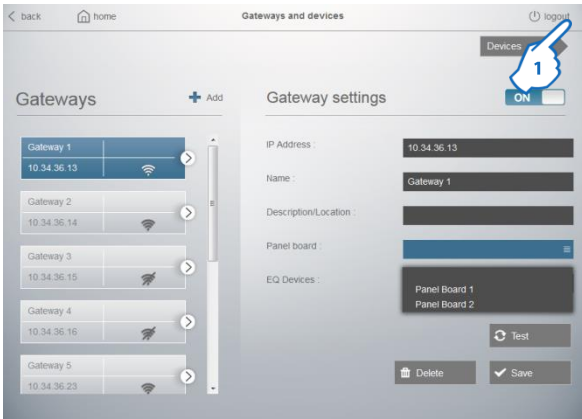 back
home
Gateways and devices
logout
Devices
1
Gateways
Add
Gateway settings
ON
Gateway 1
10.34.36.13
Gateway 2
10.34.36.14
Gateway 3
10.34.36.15
Gateway 4
10.34.36.16
Gateway 5
10.34.36.23
IP Address :
10.34.36.13
Name :
Gateway 1
Description/Location :
Panel board :
EQ Devices :
Panel Board 1
Panel Board 2
Test
Delete
Save